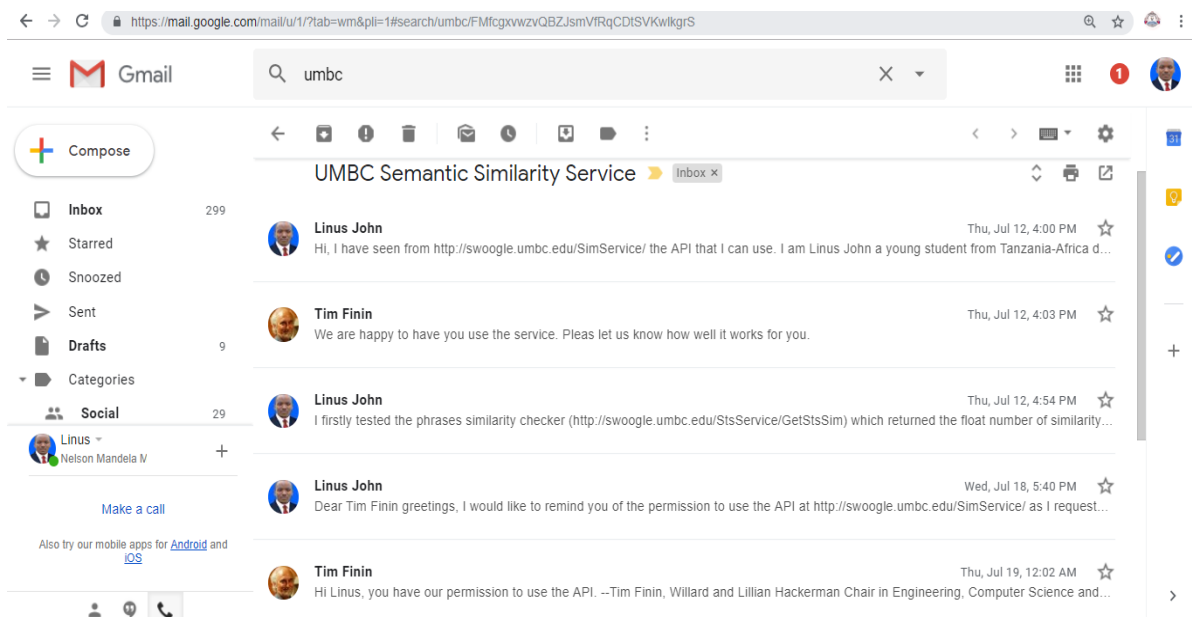 https://mail.google.com/mail/u/1/?tab=wm&pli=1#search/umbc/FMfcgxvwzvQBZJsmVfRqCDtSVKwlkgrS
Gmail
umbc
1
Compose
31
UMBC Semantic Similarity Service Inbox ×
Inbox 299
Starred
Snoozed
Sent
Drafts 9
Categories
Social 29
Linus
Nelson Mandela M
Make a call
Also try our mobile apps for Android and
iOS
Linus John Thu, Jul 12, 4:00 PM
Hi, I have seen from http://swoogle.umbc.edu/SimService/ the API that I can use. I am Linus John a young student from Tanzania-Africa d...
Tim Finin Thu, Jul 12, 4:03 PM
We are happy to have you use the service. Pleas let us know how well it works for you.
Linus John Thu, Jul 12, 4:54 PM
I firstly tested the phrases similarity checker (http://swoogle.umbc.edu/StsService/GetStsSim) which returned the float number of similarity...
Linus John Wed, Jul 18, 5:40 PM
Dear Tim Finin greetings, I would like to remind you of the permission to use the API at http://swoogle.umbc.edu/SimService/ as I request...
Tim Finin Thu, Jul 19, 12:02 AM
Hi Linus, you have our permission to use the API. --Tim Finin, Willard and Lillian Hackerman Chair in Engineering, Computer Science and...